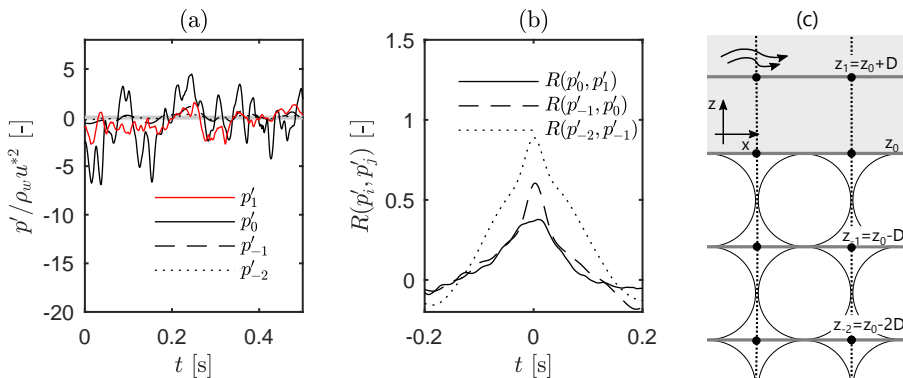 (a)
5
0
-5
-10
-15
-20
0
0.2
0.4
p′/ρ_w u*² [-]
t [s]
p′₁
p′₀
p′₋₁
p′₋₂
(b)
1.5
1
0.5
0
-0.2
0
0.2
R(p′ᵢ, p′ⱼ) [-]
t [s]
R(p′₀, p′₁)
R(p′₋₁, p′₀)
R(p′₋₂, p′₋₁)
(c)
z₁=z₀+D
z
x
z₀
z₋₁=z₀-D
z₋₂=z₀-2D